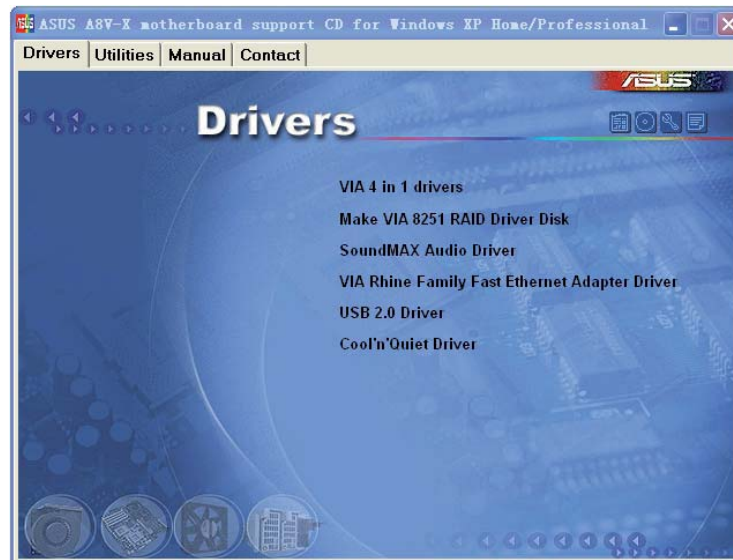 ASUS A8V-X motherboard support CD for Windows XP Home/Professional
Drivers Utilities Manual Contact
ASUS
Drivers
VIA 4 in 1 drivers
Make VIA 8251 RAID Driver Disk
SoundMAX Audio Driver
VIA Rhine Family Fast Ethernet Adapter Driver
USB 2.0 Driver
Cool'n'Quiet Driver